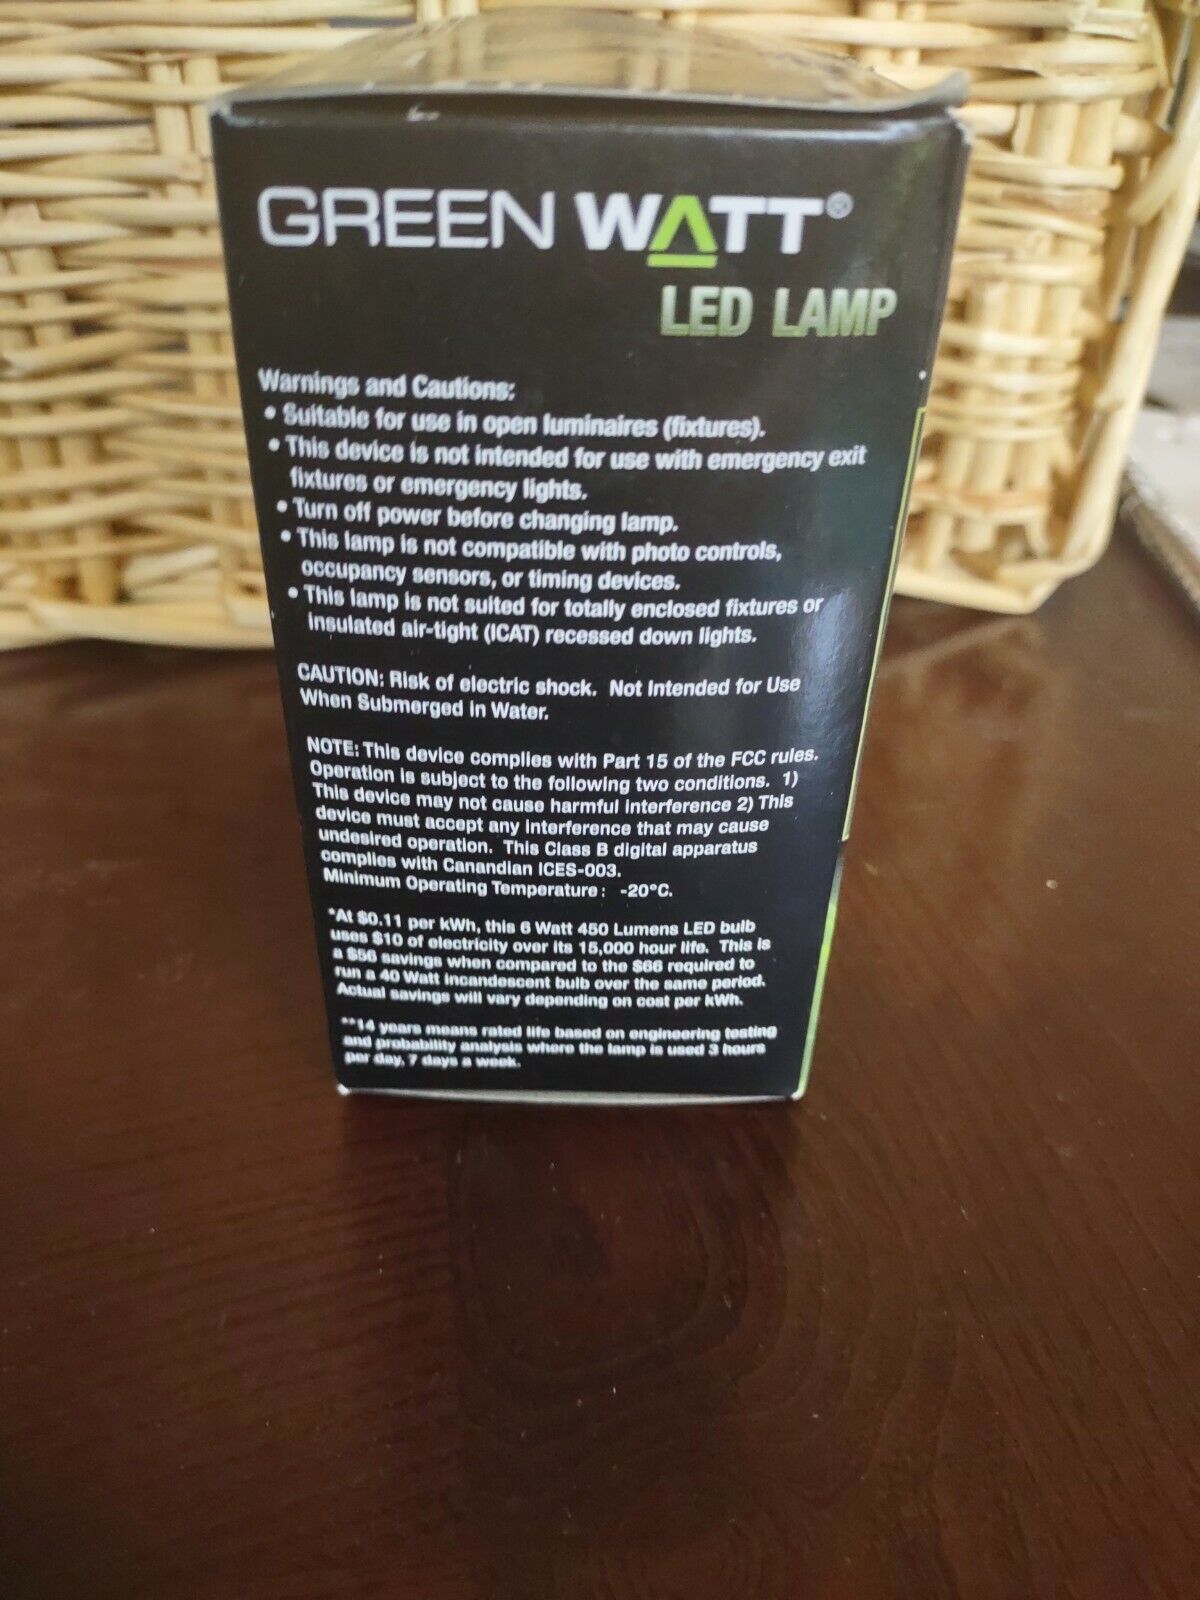 GREEN WATT®
LED LAMP
Warnings and Cautions:
• Suitable for use in open luminaires (fixtures).
• This device is not intended for use with emergency exit
fixtures or emergency lights.
• Turn off power before changing lamp.
• This lamp is not compatible with photo controls,
occupancy sensors, or timing devices.
• This lamp is not suited for totally enclosed fixtures or
insulated air-tight (ICAT) recessed down lights.
CAUTION: Risk of electric shock. Not Intended for Use
When Submerged in Water.
NOTE: This device complies with Part 15 of the FCC rules.
Operation is subject to the following two conditions. 1)
This device may not cause harmful interference 2) This
device must accept any interference that may cause
undesired operation. This Class B digital apparatus
complies with Canandian ICES-003.
Minimum Operating Temperature: -20°C.
*At $0.11 per kWh, this 6 Watt 450 Lumens LED bulb
uses $10 of electricity over its 15,000 hour life. This is
a $56 savings when compared to the $66 required to
run a 40 Watt incandescent bulb over the same period.
Actual savings will vary depending on cost per kWh.
**14 years means rated life based on engineering testing
and probability analysis where the lamp is used 3 hours
per day, 7 days a week.